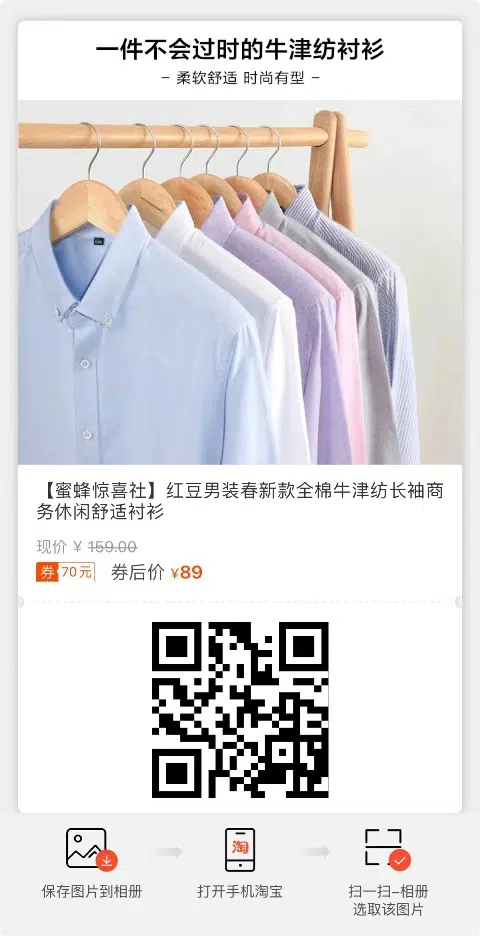 一件不会过时的牛津纺衬衫
– 柔软舒适 时尚有型 –
【蜜蜂惊喜社】红豆男装春新款全棉牛津纺长袖商
务休闲舒适衬衫
现价 ¥ 159.00
券 70元 券后价 ¥89
淘
保存图片到相册 打开手机淘宝 扫一扫–相册
选取该图片